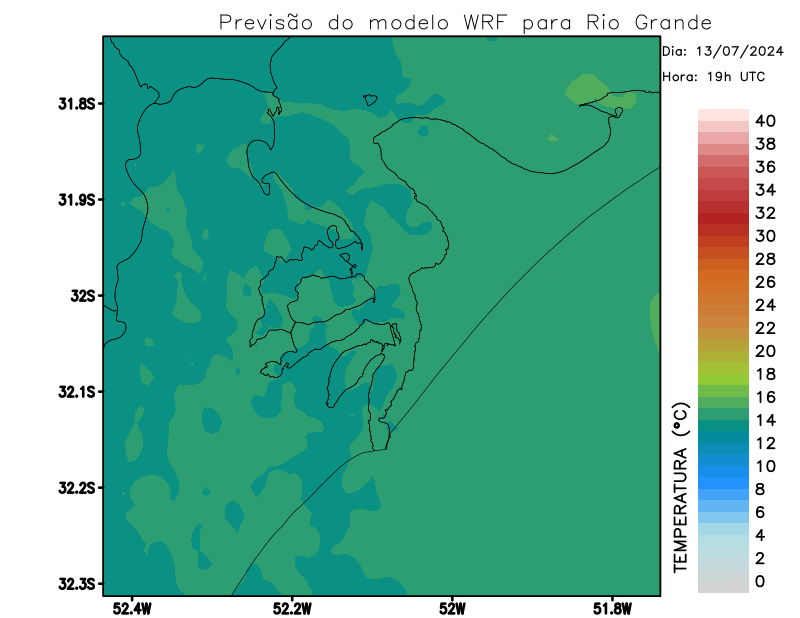 Previsão do modelo WRF para Rio Grande
Dia: 13/07/2024
Hora: 19h UTC
31.8S
31.9S
32S
32.1S
32.2S
32.3S
52.4W
52.2W
52W
51.8W
40
38
36
34
32
30
28
26
24
22
20
18
16
14
12
10
8
6
4
2
0
TEMPERATURA (°C)